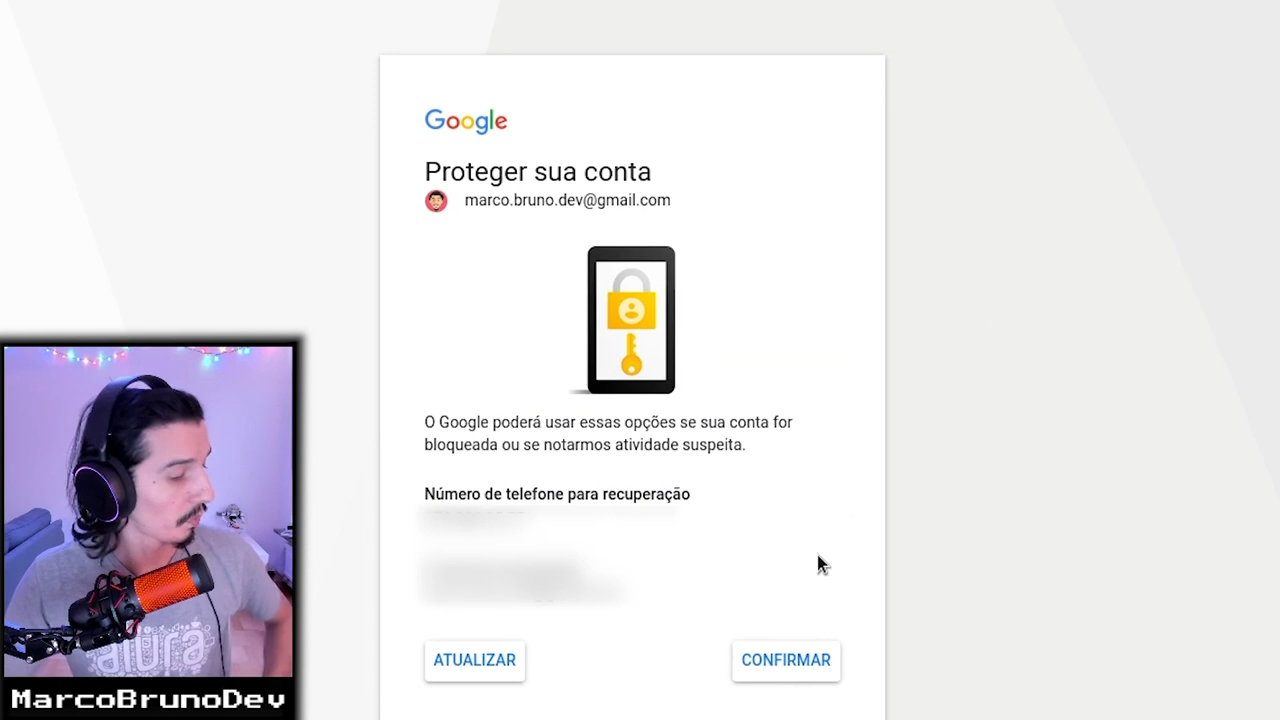 Google
Proteger sua conta
marco.bruno.dev@gmail.com
O Google poderá usar essas opções se sua conta for
bloqueada ou se notarmos atividade suspeita.
Número de telefone para recuperação
ATUALIZAR
CONFIRMAR
alura
MarcoBrunoDev